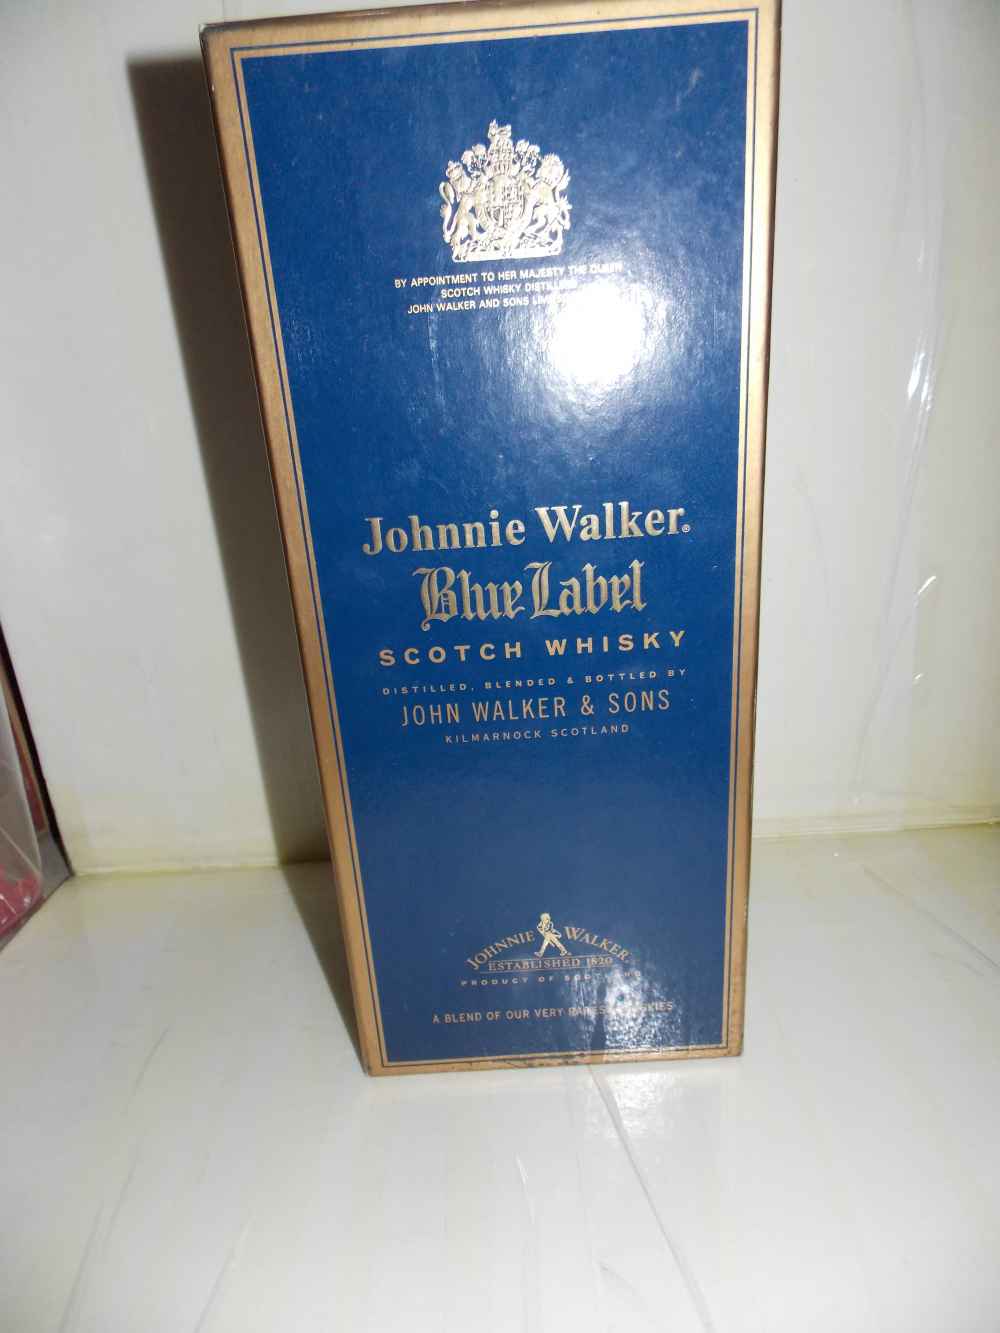 BY APPOINTMENT TO HER MAJESTY THE QUEEN
SCOTCH WHISKY
JOHN WALKER AND SONS
Johnnie Walker®
Blue Label
SCOTCH WHISKY
DISTILLED, BLENDED & BOTTLED BY
JOHN WALKER & SONS
KILMARNOCK SCOTLAND
JOHNNIE WALKER
ESTABLISHED 1820
PRODUCT OF SCOTLAND
A BLEND OF OUR VERY RAREST WHISKIES